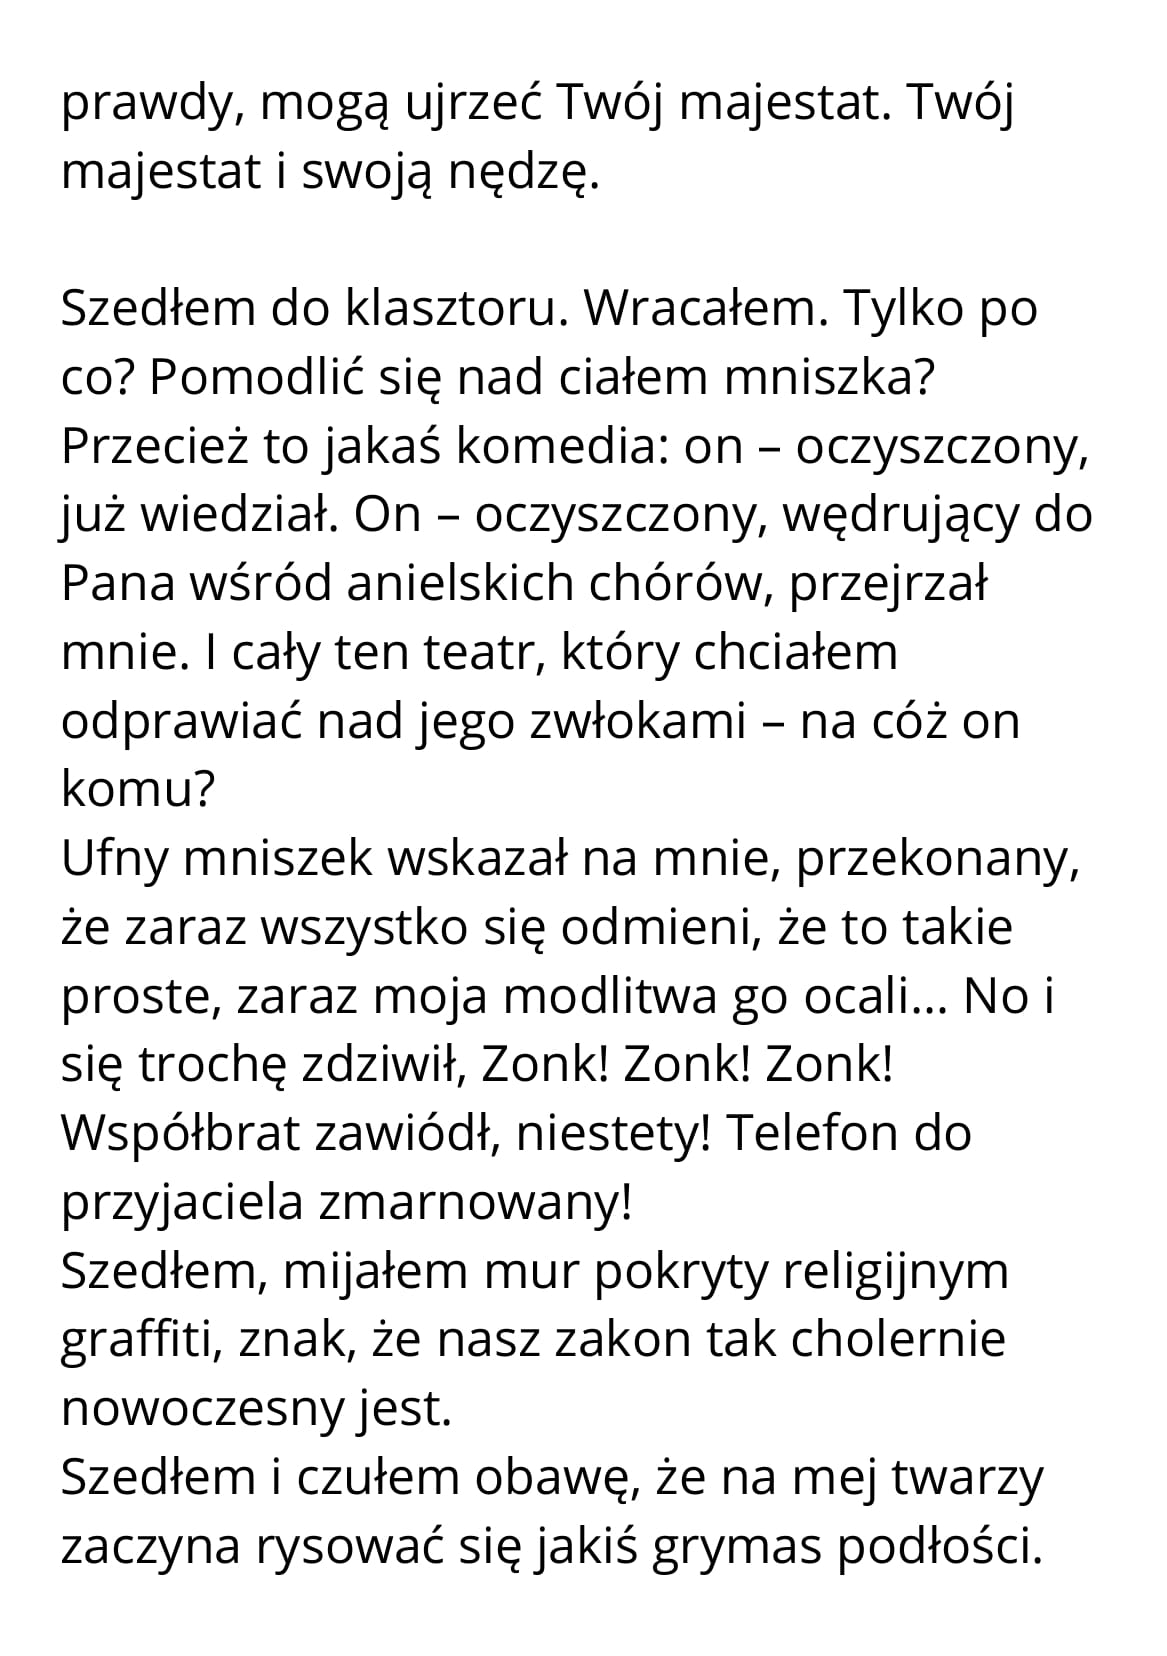 prawdy, mogą ujrzeć Twój majestat. Twój
majestat i swoją nędzę.
Szedłem do klasztoru. Wracałem. Tylko po
co? Pomodlić się nad ciałem mniszka?
Przecież to jakaś komedia: on – oczyszczony,
już wiedział. On – oczyszczony, wędrujący do
Pana wśród anielskich chórów, przejrzał
mnie. I cały ten teatr, który chciałem
odprawiać nad jego zwłokami – na cóż on
komu?
Ufny mniszek wskazał na mnie, przekonany,
że zaraz wszystko się odmieni, że to takie
proste, zaraz moja modlitwa go ocali... No i
się trochę zdziwił, Zonk! Zonk! Zonk!
Współbrat zawiódł, niestety! Telefon do
przyjaciela zmarnowany!
Szedłem, mijałem mur pokryty religijnym
graffiti, znak, że nasz zakon tak cholernie
nowoczesny jest.
Szedłem i czułem obawę, że na mej twarzy
zaczyna rysować się jakiś grymas podłości.